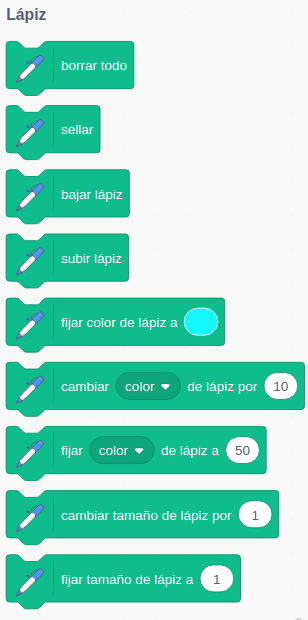 Lápiz
borrar todo
sellar
bajar lápiz
subir lápiz
fijar color de lápiz a
cambiar color de lápiz por 10
fijar color de lápiz a 50
cambiar tamaño de lápiz por 1
fijar tamaño de lápiz a 1